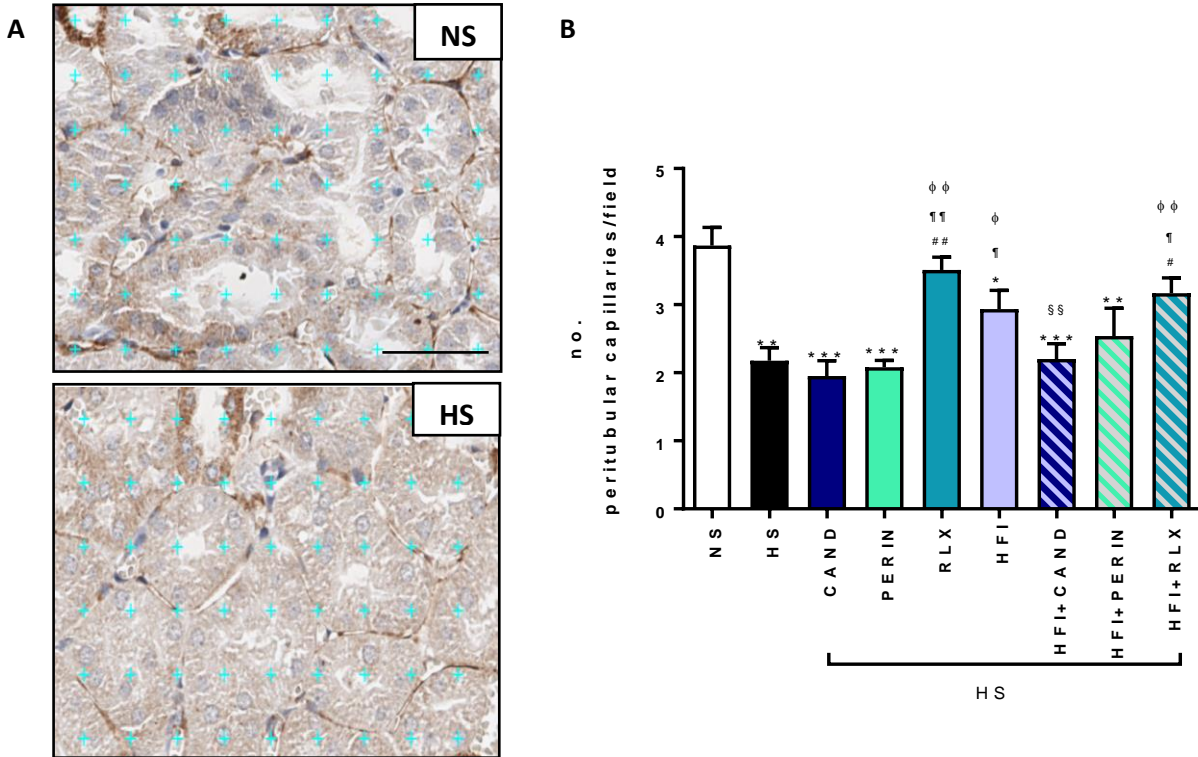 A
NS
HS
B
no.
peritubular capillaries/field
5
4
3
2
1
0
**
***
***
ϕϕ
¶¶
##
ϕ
¶
*
§§
***
**
ϕϕ
¶
#
NS
HS
CAND
PERIN
RLX
HFI
HFI+CAND
HFI+PERIN
HFI+RLX
HS